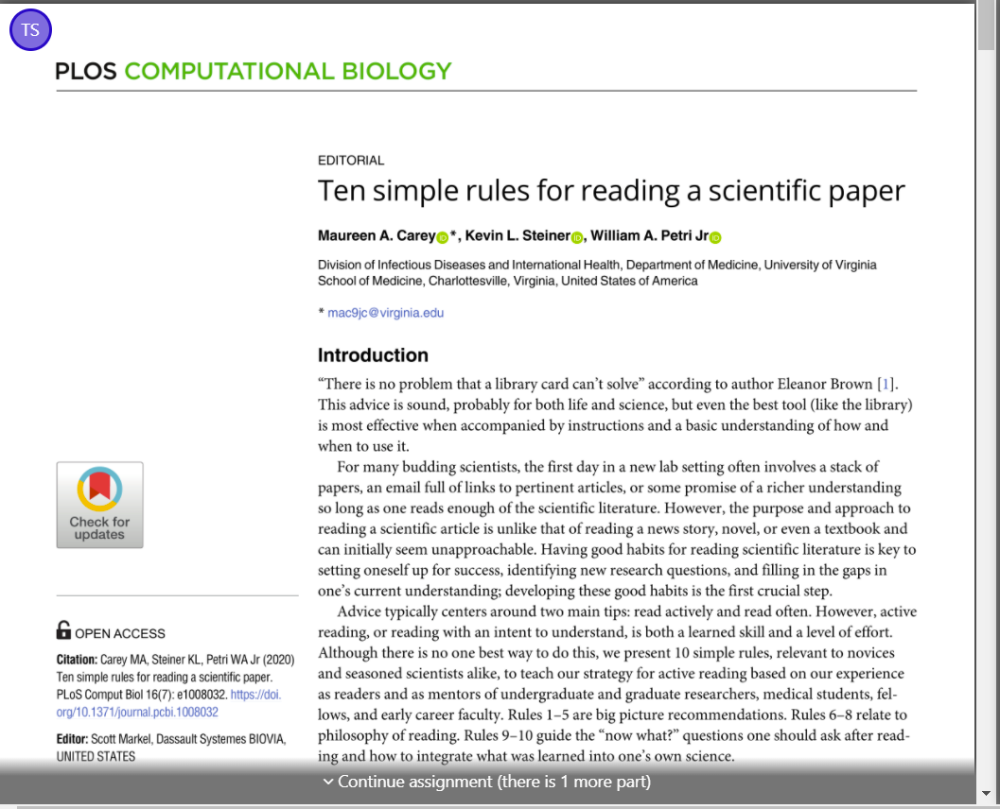 TS
PLOS COMPUTATIONAL BIOLOGY
EDITORIAL
Ten simple rules for reading a scientific paper
Maureen A. Carey iD *, Kevin L. Steiner iD, William A. Petri Jr iD
Division of Infectious Diseases and International Health, Department of Medicine, University of Virginia
School of Medicine, Charlottesville, Virginia, United States of America
* mac9jc@virginia.edu
Introduction
“There is no problem that a library card can’t solve” according to author Eleanor Brown [1].
This advice is sound, probably for both life and science, but even the best tool (like the library)
is most effective when accompanied by instructions and a basic understanding of how and
when to use it.
For many budding scientists, the first day in a new lab setting often involves a stack of
papers, an email full of links to pertinent articles, or some promise of a richer understanding
so long as one reads enough of the scientific literature. However, the purpose and approach to
reading a scientific article is unlike that of reading a news story, novel, or even a textbook and
can initially seem unapproachable. Having good habits for reading scientific literature is key to
setting oneself up for success, identifying new research questions, and filling in the gaps in
one’s current understanding; developing these good habits is the first crucial step.
Advice typically centers around two main tips: read actively and read often. However, active
reading, or reading with an intent to understand, is both a learned skill and a level of effort.
Although there is no one best way to do this, we present 10 simple rules, relevant to novices
and seasoned scientists alike, to teach our strategy for active reading based on our experience
as readers and as mentors of undergraduate and graduate researchers, medical students, fel-
lows, and early career faculty. Rules 1–5 are big picture recommendations. Rules 6–8 relate to
philosophy of reading. Rules 9–10 guide the “now what?” questions one should ask after read-
ing and how to integrate what was learned into one’s own science.
Check for
updates
OPEN ACCESS
Citation: Carey MA, Steiner KL, Petri WA Jr (2020)
Ten simple rules for reading a scientific paper.
PLoS Comput Biol 16(7): e1008032. https://doi.
org/10.1371/journal.pcbi.1008032
Editor: Scott Markel, Dassault Systemes BIOVIA,
UNITED STATES
Continue assignment (there is 1 more part)